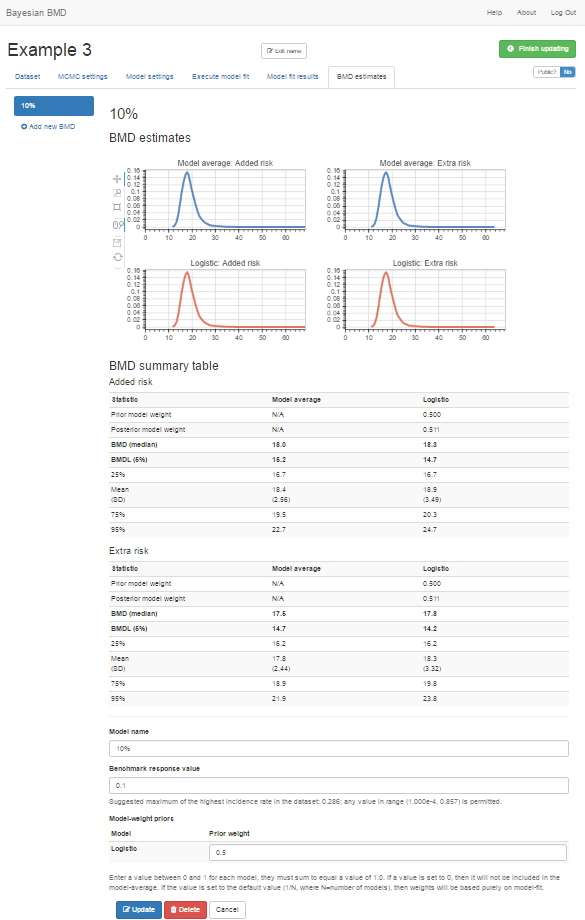 Bayesian BMD Help About Log Out
Example 3 Edit name Finish updating
Dataset MCMC settings Model settings Execute model fit Model fit results BMD estimates Public? No
10%
Add new BMD
10%
BMD estimates
Model average: Added risk Model average: Extra risk
0.16 0.16
0.14 0.14
0.12 0.12
0.1 0.1
0.08 0.08
0.06 0.06
0.04 0.04
0.02 0.02
0 0
0 10 20 30 40 50 60 0 10 20 30 40 50 60
Logistic: Added risk Logistic: Extra risk
0.16 0.16
0.14 0.14
0.12 0.12
0.1 0.1
0.08 0.08
0.06 0.06
0.04 0.04
0.02 0.02
0 0
0 10 20 30 40 50 60 0 10 20 30 40 50 60
BMD summary table
Added risk
Statistic Model average Logistic
Prior model weight N/A 0.500
Posterior model weight N/A 0.511
BMD (median) 18.0 18.3
BMDL (5%) 15.2 14.7
25% 16.7 16.7
Mean 18.4 18.9
(SD) (2.56) (3.49)
75% 19.5 20.3
95% 22.7 24.7
Extra risk
Statistic Model average Logistic
Prior model weight N/A 0.500
Posterior model weight N/A 0.511
BMD (median) 17.5 17.8
BMDL (5%) 14.7 14.2
25% 16.2 16.2
Mean 17.8 18.3
(SD) (2.44) (3.32)
75% 18.9 19.8
95% 21.9 23.8
Model name
10%
Benchmark response value
0.1
Suggested maximum of the highest incidence rate in the dataset: 0.286; any value in range (1.000e-4, 0.857) is permitted.
Model-weight priors
Model Prior weight
Logistic 0.5
Enter a value between 0 and 1 for each model, they must sum to equal a value of 1.0. If a value is set to 0, then it will not be included in the
model-average. If the value is set to the default value (1/N, where N=number of models), then weights will be based purely on model-fit.
Update Delete Cancel